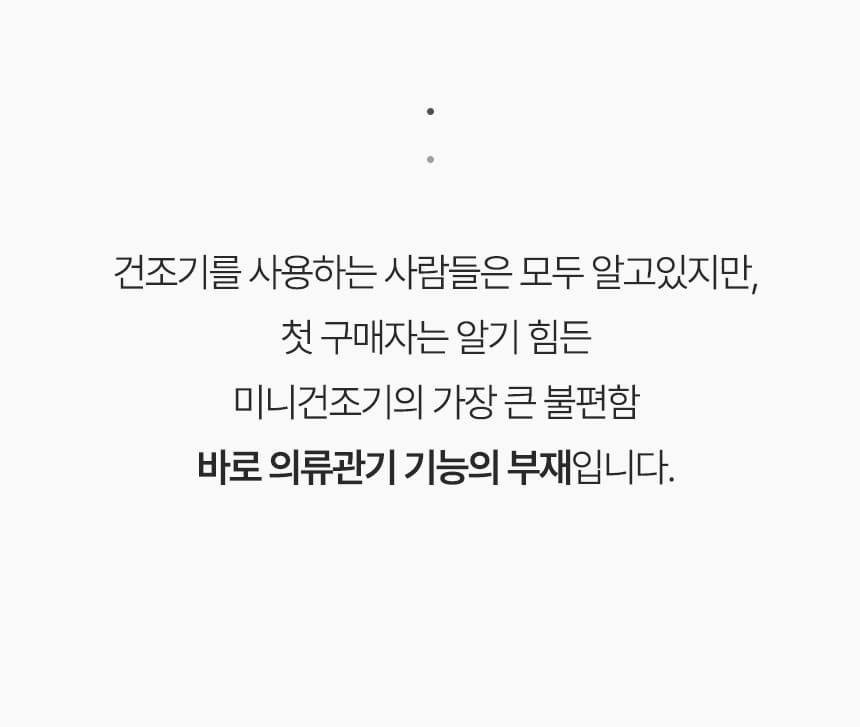 건조기를 사용하는 사람들은 모두 알고있지만,
첫 구매자는 알기 힘든
미니건조기의 가장 큰 불편함
바로 의류관기 기능의 부재입니다.